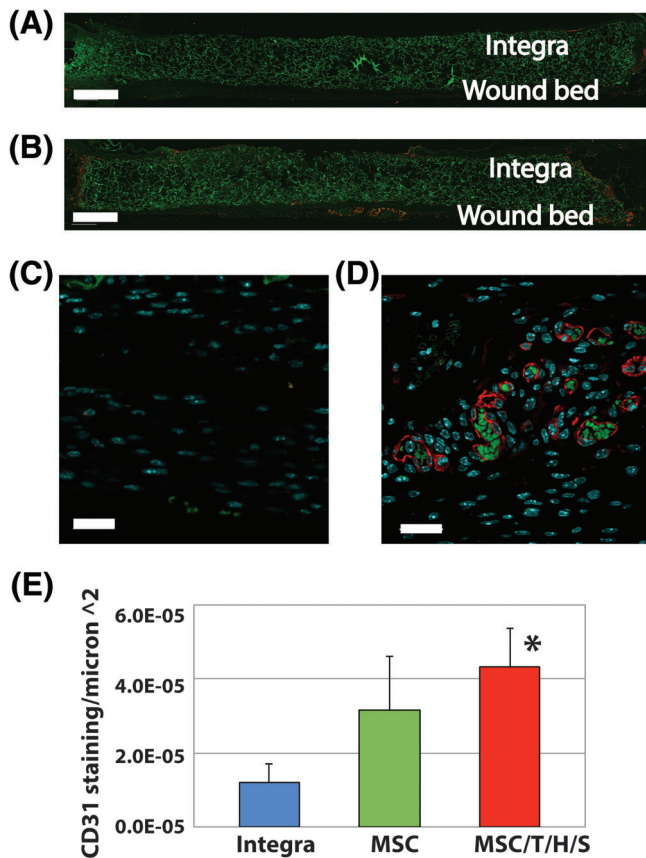 (A)
Integra
Wound bed
(B)
Integra
Wound bed
(C)
(D)
(E)
CD31 staining/micron ^2
6.0E-05
4.0E-05
2.0E-05
0.0E-05
*
Integra
MSC
MSC/T/H/S